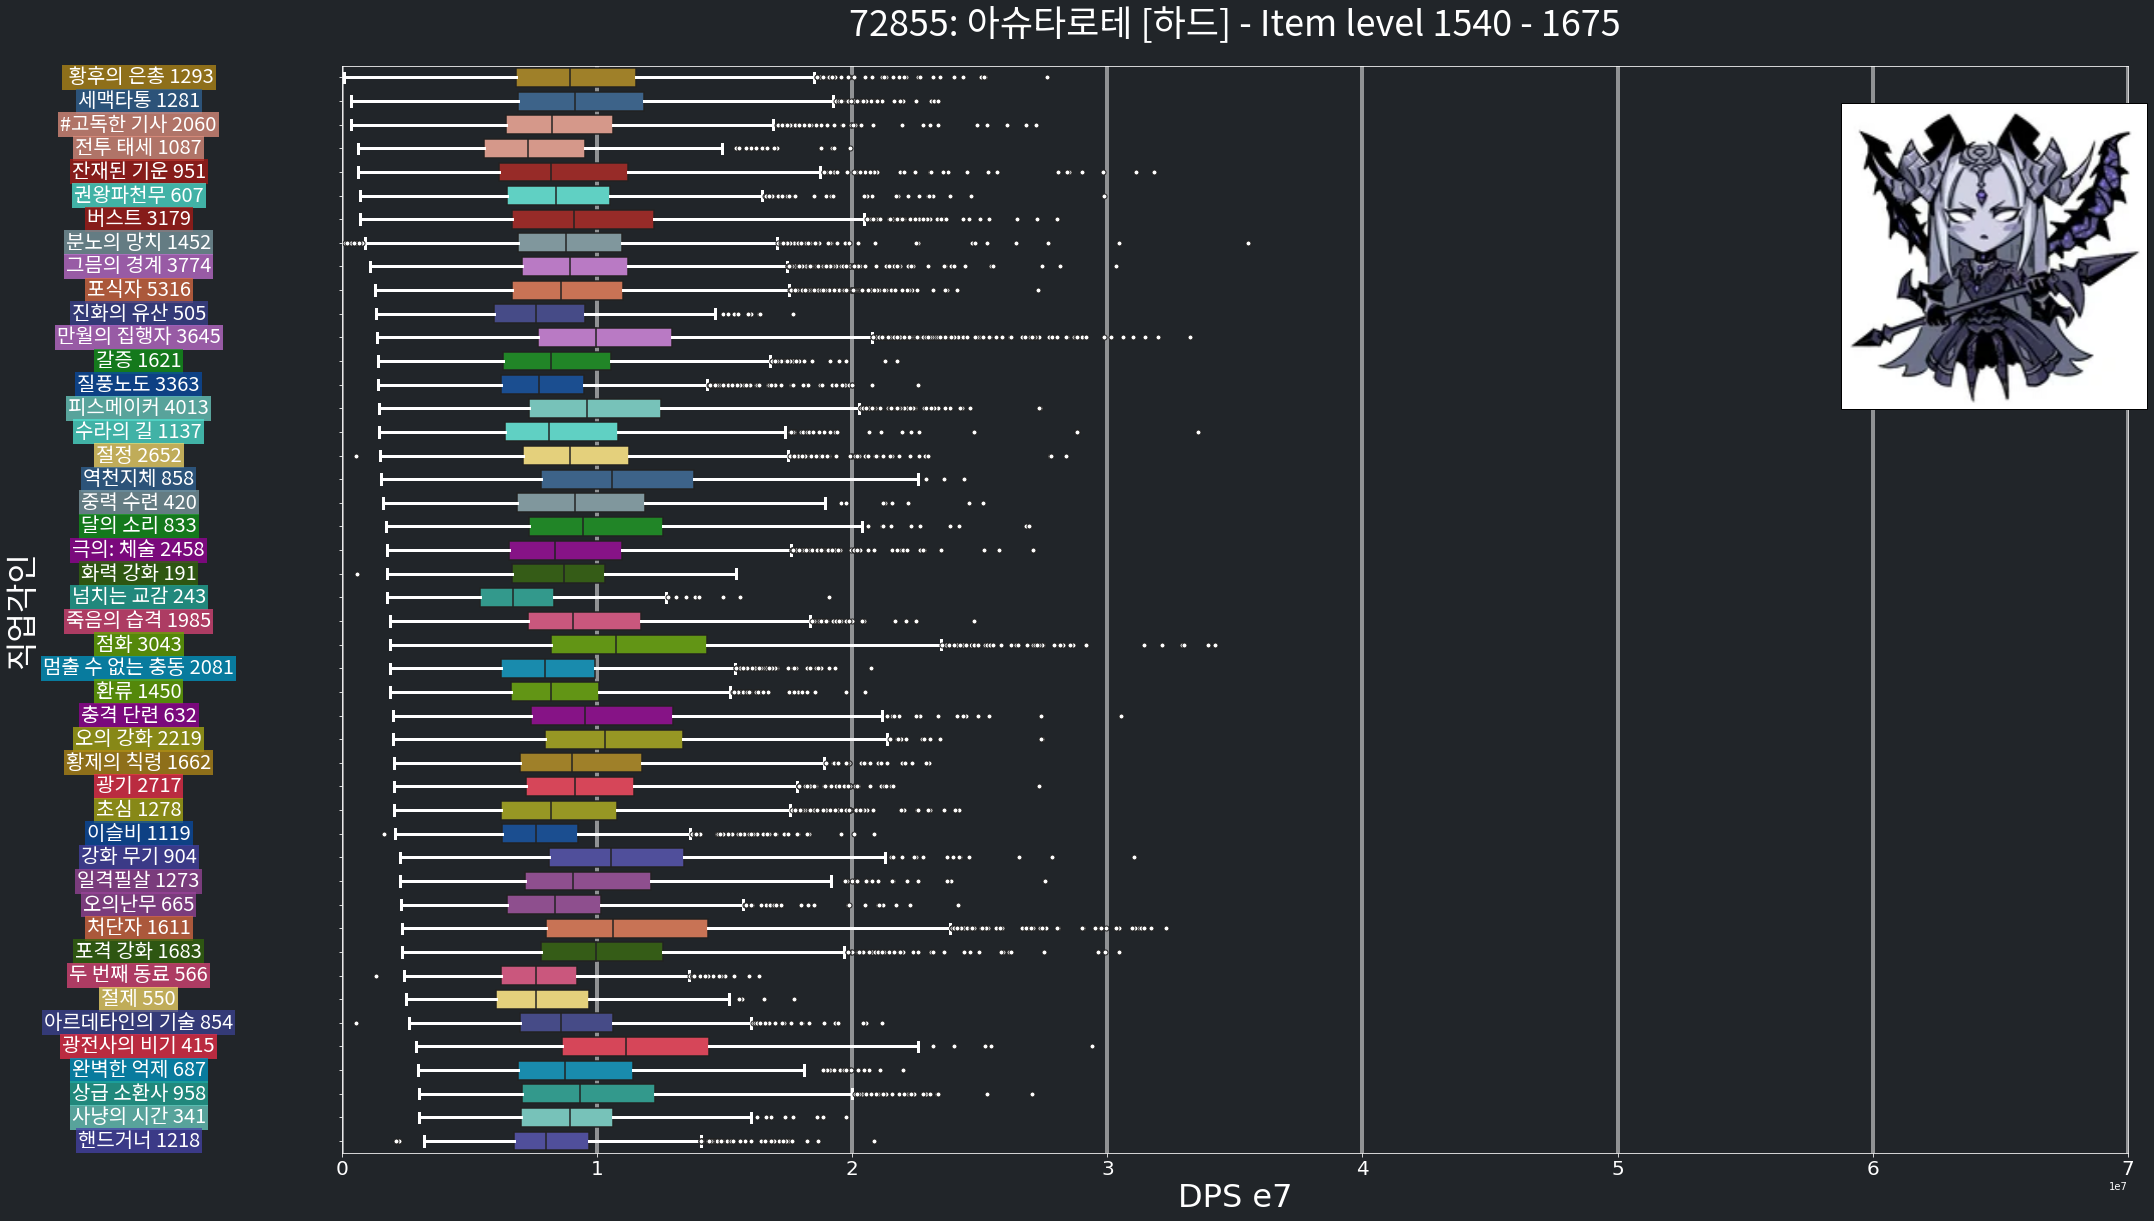 72855: 아슈타로테 [하드] - Item level 1540 - 1675
직업각인
황후의 은총 1293
세맥타통 1281
#고독한 기사 2060
전투 태세 1087
잔재된 기운 951
권왕파천무 607
버스트 3179
분노의 망치 1452
그믐의 경계 3774
포식자 5316
진화의 유산 505
만월의 집행자 3645
갈증 1621
질풍노도 3363
피스메이커 4013
수라의 길 1137
절정 2652
역천지체 858
중력 수련 420
달의 소리 833
극의: 체술 2458
화력 강화 191
넘치는 교감 243
죽음의 습격 1985
점화 3043
멈출 수 없는 충동 2081
환류 1450
충격 단련 632
오의 강화 2219
황제의 칙령 1662
광기 2717
초심 1278
이슬비 1119
강화 무기 904
일격필살 1273
오의난무 665
처단자 1611
포격 강화 1683
두 번째 동료 566
절제 550
아르데타인의 기술 854
광전사의 비기 415
완벽한 억제 687
상급 소환사 958
사냥의 시간 341
핸드거너 1218
0 1 2 3 4 5 6 7
1e7
DPS e7